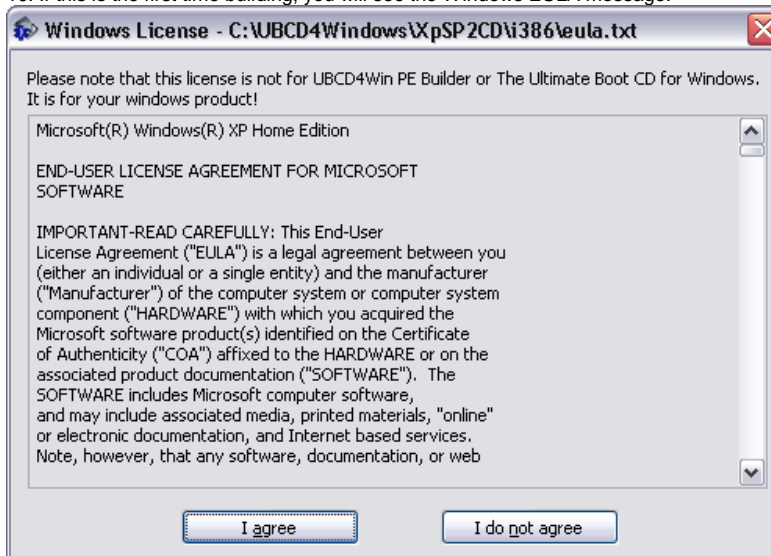 Windows License - C:\UBCD4Windows\XpSP2CD\i386\eula.txt
Please note that this license is not for UBCD4Win PE Builder or The Ultimate Boot CD for Windows.
It is for your windows product!
Microsoft(R) Windows(R) XP Home Edition
END-USER LICENSE AGREEMENT FOR MICROSOFT
SOFTWARE
IMPORTANT-READ CAREFULLY: This End-User
License Agreement ("EULA") is a legal agreement between you
(either an individual or a single entity) and the manufacturer
("Manufacturer") of the computer system or computer system
component ("HARDWARE") with which you acquired the
Microsoft software product(s) identified on the Certificate
of Authenticity ("COA") affixed to the HARDWARE or on the
associated product documentation ("SOFTWARE").  The
SOFTWARE includes Microsoft computer software,
and may include associated media, printed materials, "online"
or electronic documentation, and Internet based services.
Note, however, that any software, documentation, or web
I agree
I do not agree